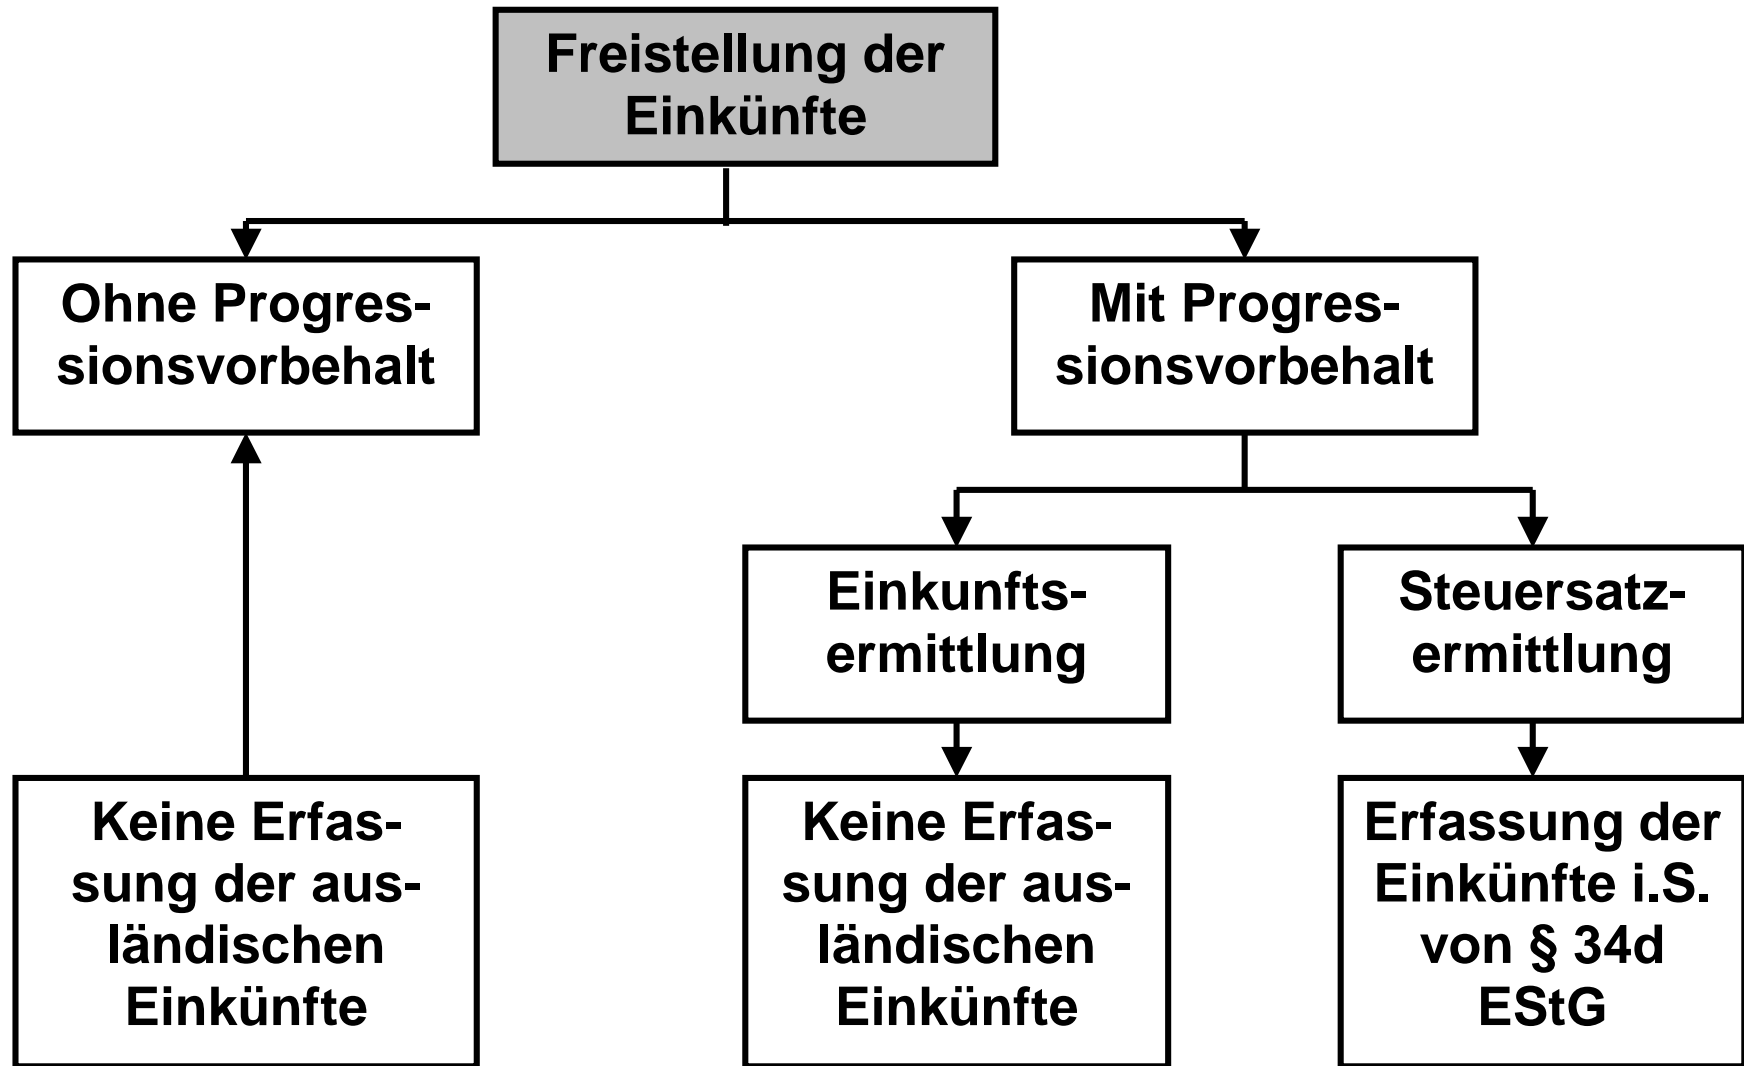 Freistellung der
Einkünfte
Ohne Progres-
sionsvorbehalt
Mit Progres-
sionsvorbehalt
Einkunfts-
ermittlung
Steuersatz-
ermittlung
Keine Erfas-
sung der aus-
ländischen
Einkünfte
Keine Erfas-
sung der aus-
ländischen
Einkünfte
Erfassung der
Einkünfte i.S.
von § 34d
EStG